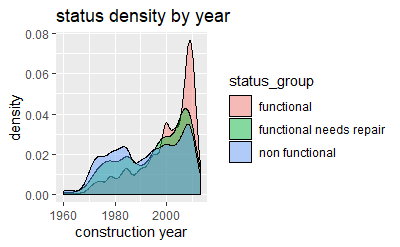 status density by year
0.08
0.06
0.04
0.02
0.00
density
1960
1980
2000
construction year
status_group
functional
functional needs repair
non functional